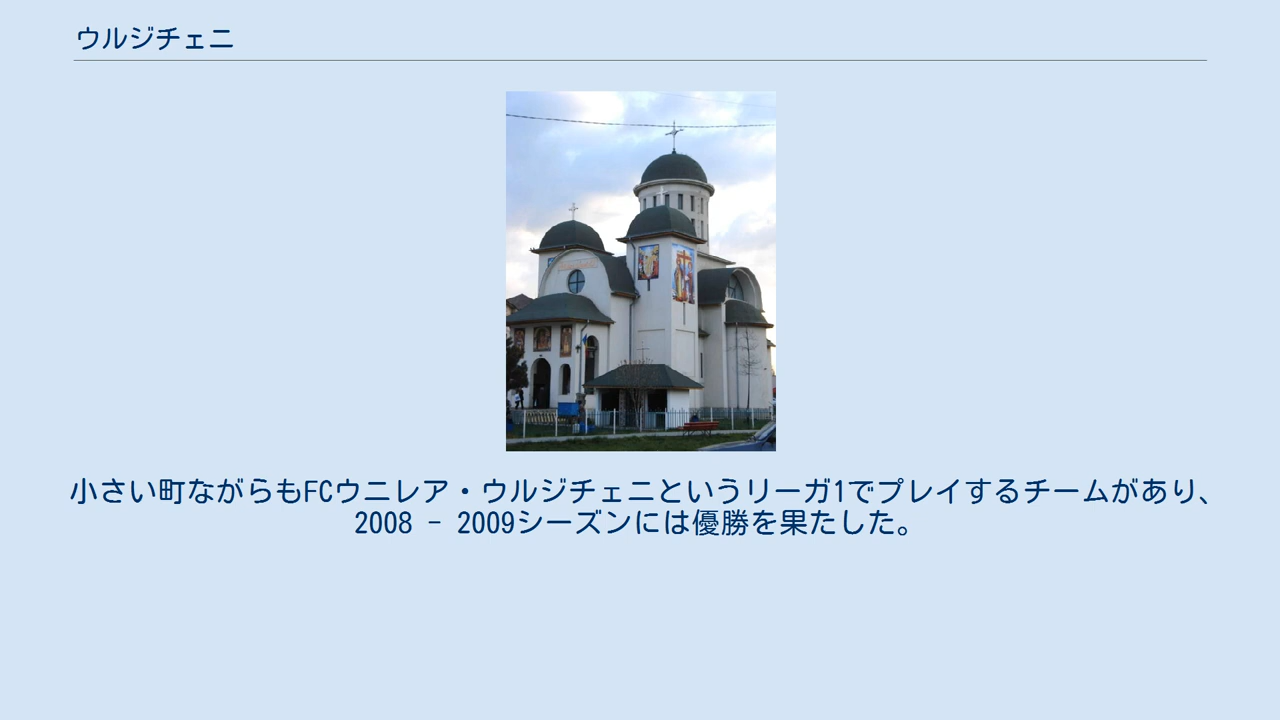 ウルジチェニ
小さい町ながらもFCウニレア・ウルジチェニというリーガ1でプレイするチームがあり、
2008 - 2009シーズンには優勝を果たした。